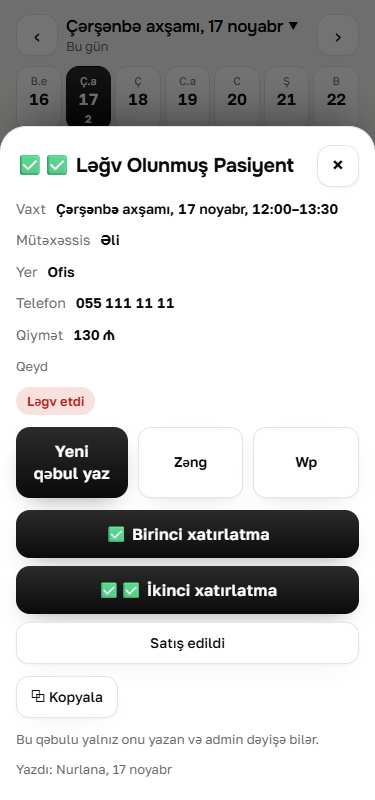 ‹
Çərşənbə axşamı, 17 noyabr ▼
Bu gün
›
B.e Ç.a Ç C.a C Ş B
16 17 18 19 20 21 22
2
✅ ✅ Ləğv Olunmuş Pasiyent
×
Vaxt Çərşənbə axşamı, 17 noyabr, 12:00–13:30
Mütəxəssis Əli
Yer Ofis
Telefon 055 111 11 11
Qiymət 130 ₼
Qeyd
Ləgv etdi
Yeni
qəbul yaz
Zəng
Wp
✅ Birinci xatırlatma
✅ ✅ İkinci xatırlatma
Satış edildi
Kopyala
Bu qəbulu yalnız onu yazan və admin dəyişə bilər.
Yazdı: Nurlana, 17 noyabr